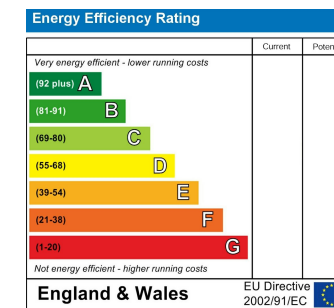 Energy Efficiency Rating
Current Poten
Very energy efficient - lower running costs
(92 plus) A
(81-91) B
(69-80) C
(55-68) D
(39-54) E
(21-38) F
(1-20) G
Not energy efficient - higher running costs
England & Wales
EU Directive
2002/91/EC